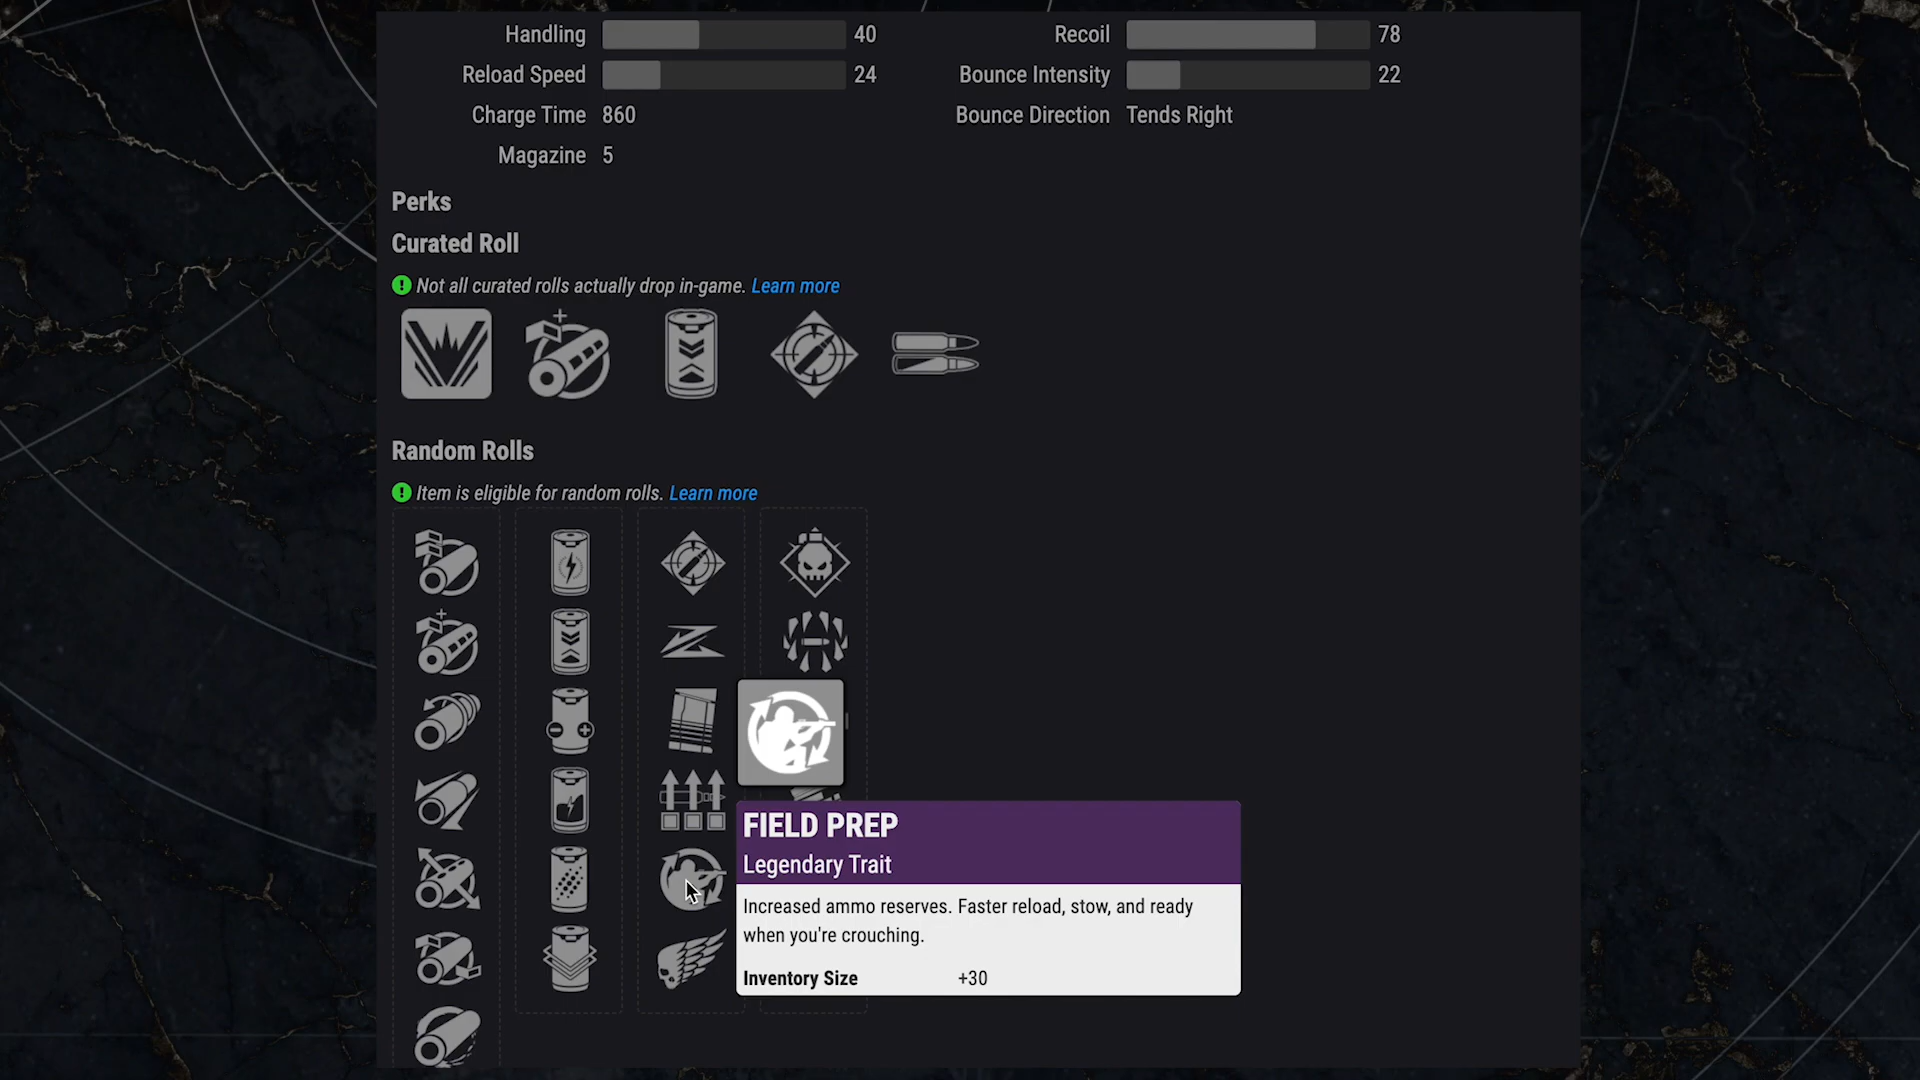 Handling 40 Recoil 78
Reload Speed 24 Bounce Intensity 22
Charge Time 860 Bounce Direction Tends Right
Magazine 5
Perks
Curated Roll
Not all curated rolls actually drop in-game. Learn more
Random Rolls
Item is eligible for random rolls. Learn more
FIELD PREP
Legendary Trait
Increased ammo reserves. Faster reload, stow, and ready
when you're crouching.
Inventory Size +30